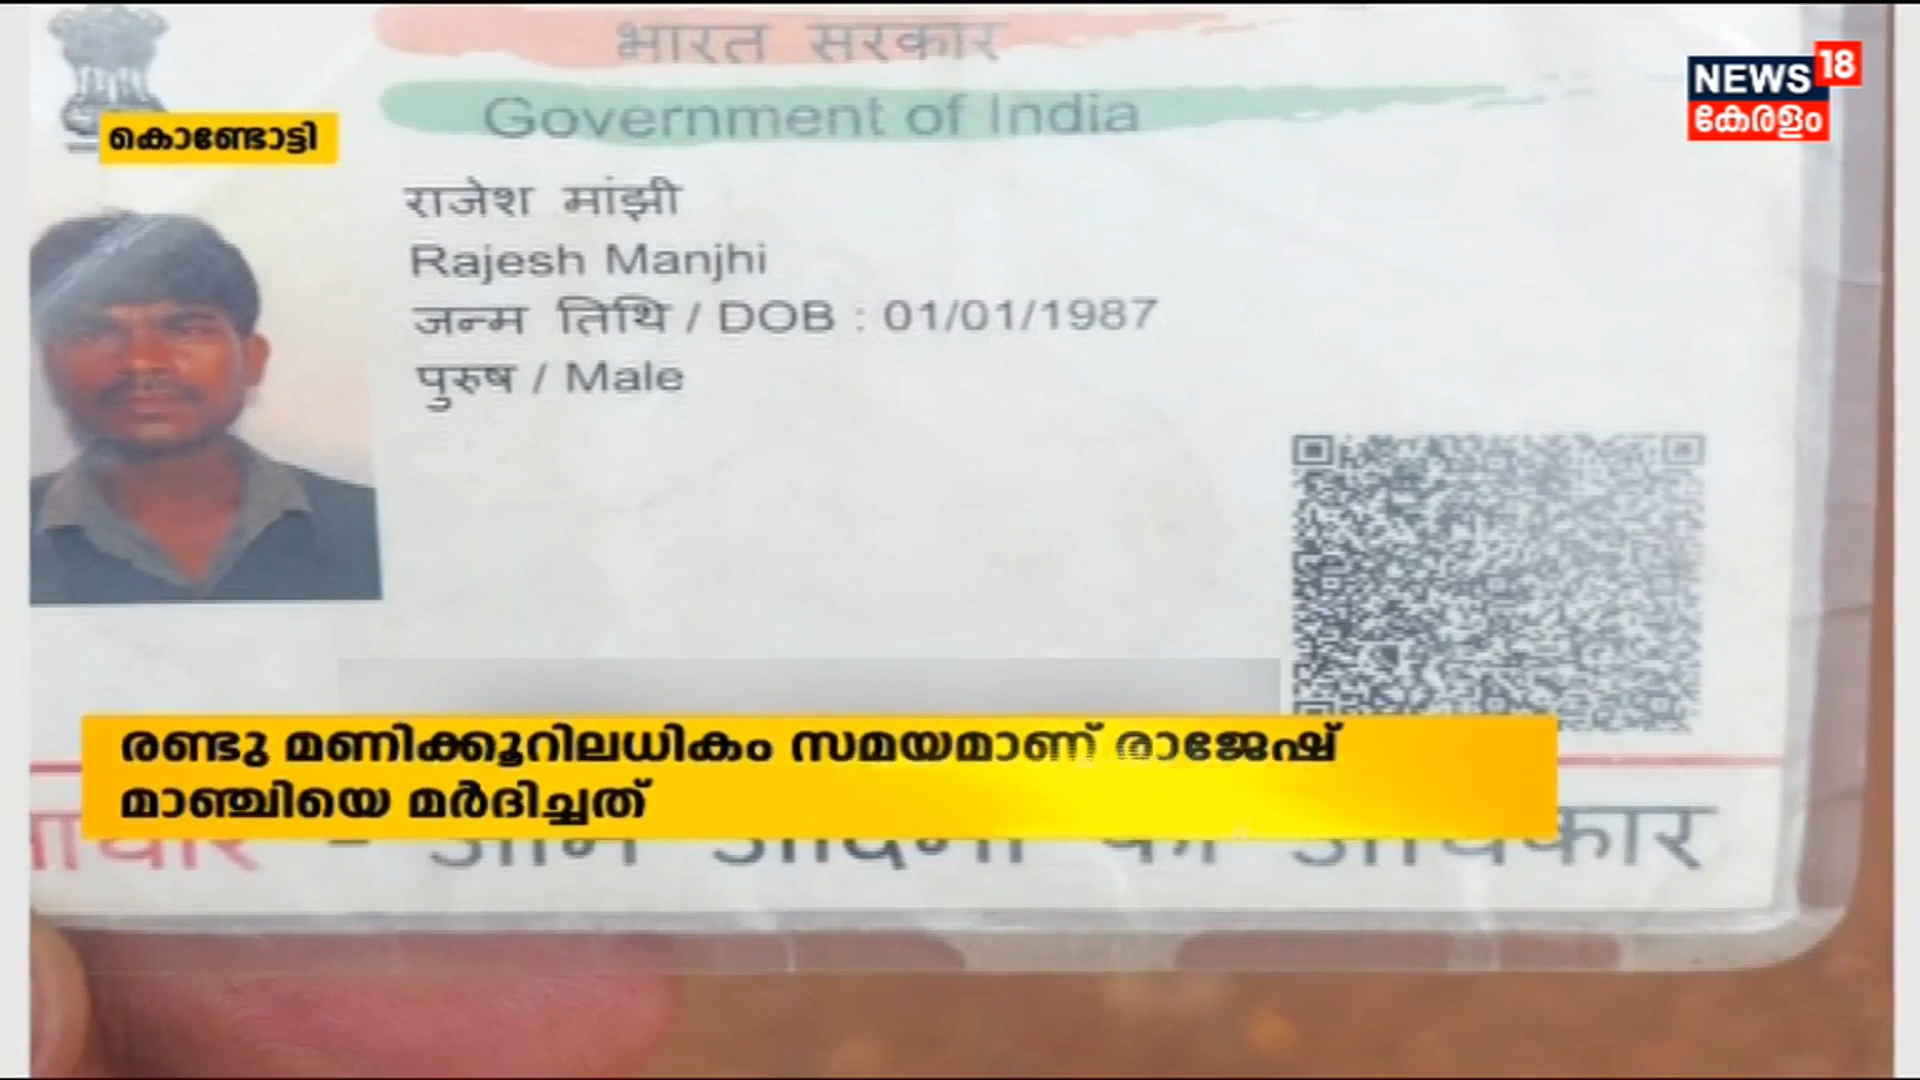 भारत सरकार
Government of India
NEWS 18
കേരളം
കൊണ്ടോട്ടി
राजेश मांझी
Rajesh Manjhi
जन्म तिथि / DOB : 01/01/1987
पुरुष / Male
രണ്ടു മണിക്കൂറിലധികം സമയമാണ് രാജേഷ്
മാഞ്ചിയെ മർദിച്ചത്